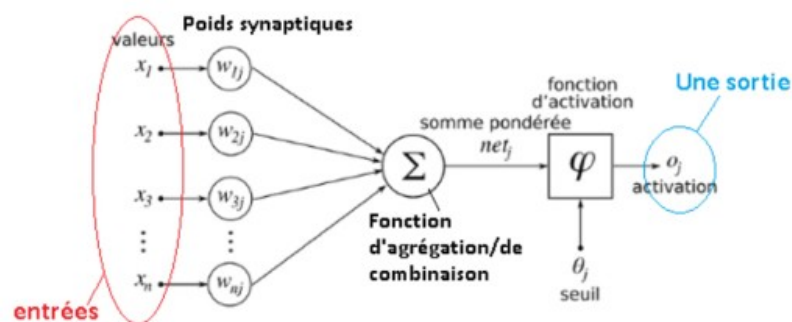 Poids synaptiques
valeurs
x1
w1j
x2
w2j
x3
w3j
⋮
⋮
xn
wnj
entrées
Σ
Fonction
d'agrégation/de
combinaison
somme pondérée
netj
fonction
d'activation
φ
θj
seuil
Une sortie
oj
activation